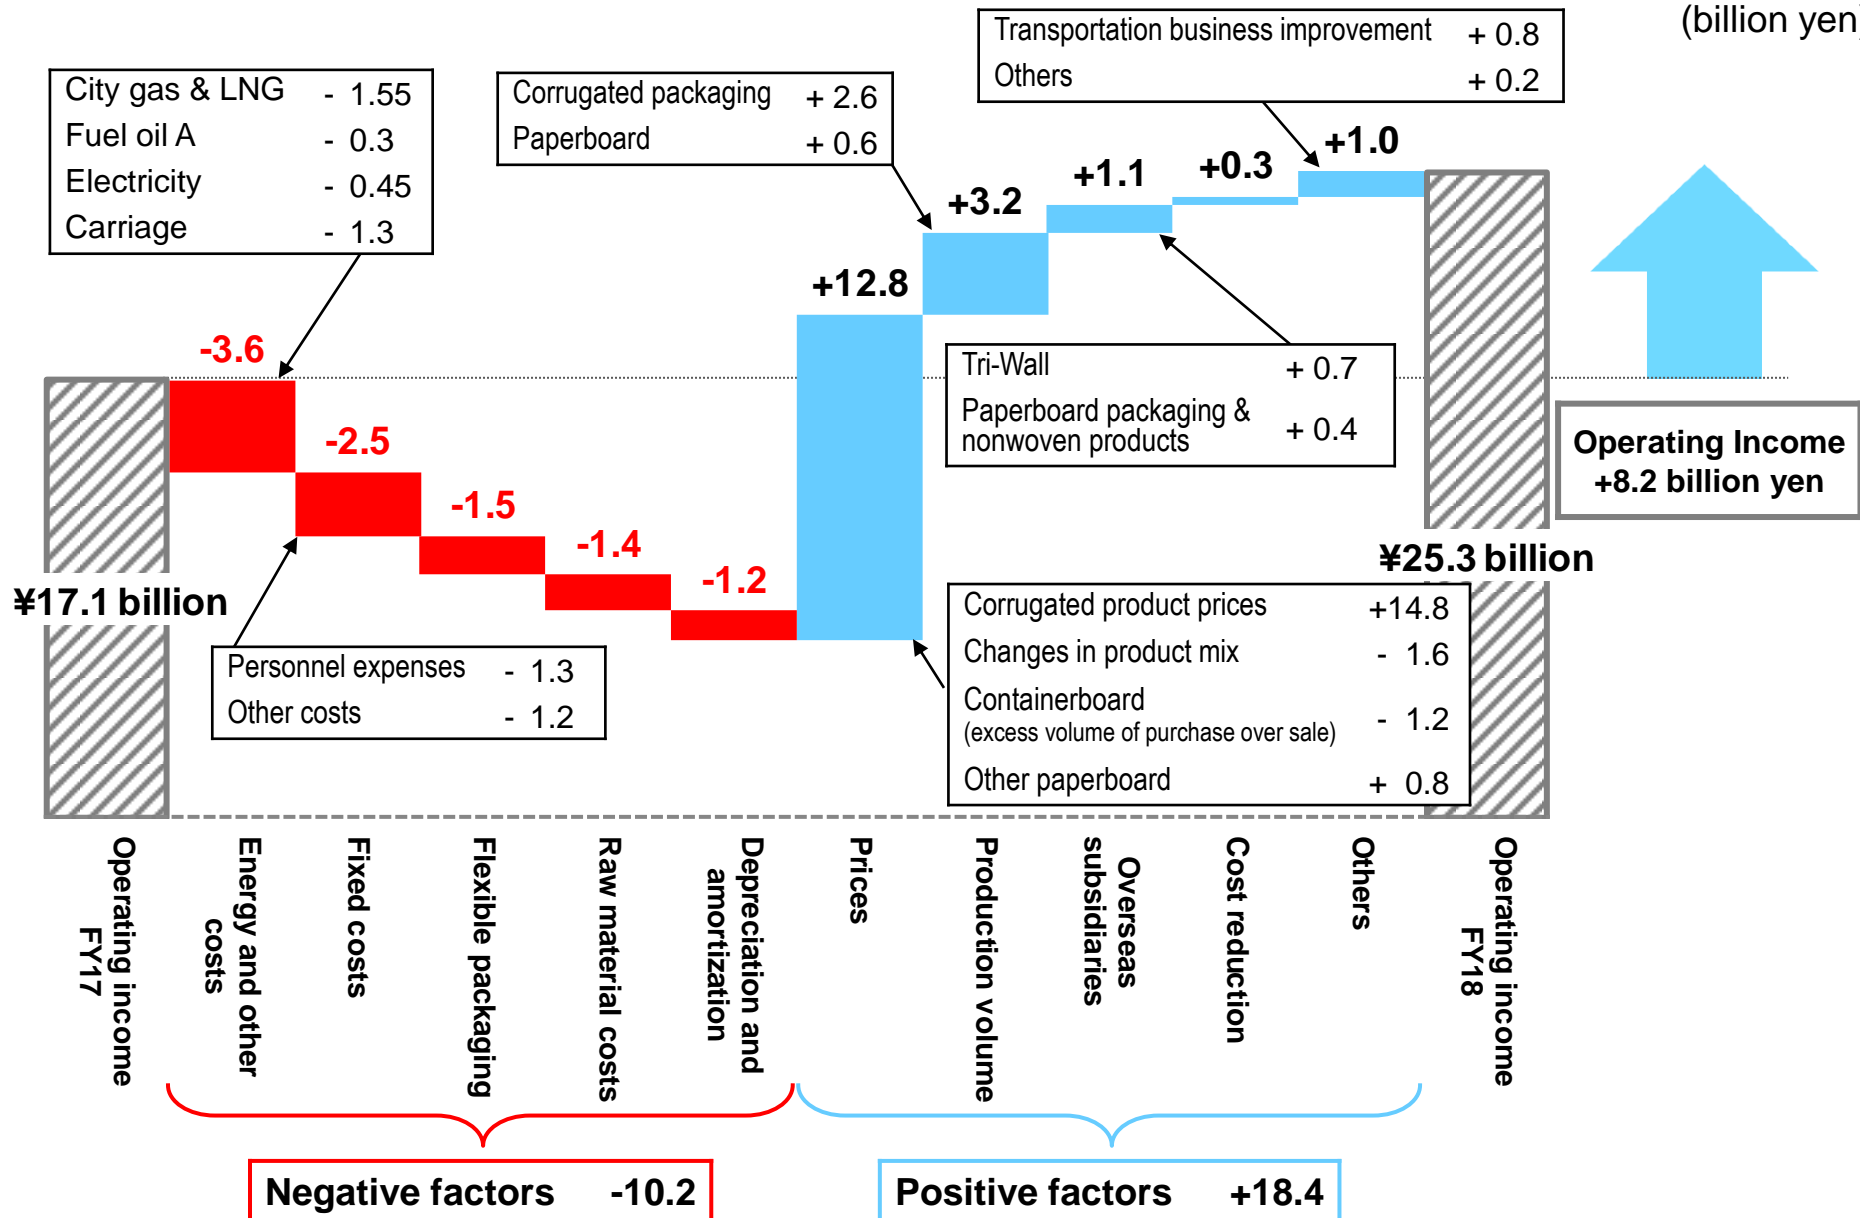 (billion yen)
Transportation business improvement + 0.8
Others + 0.2
City gas & LNG - 1.55
Fuel oil A - 0.3
Electricity - 0.45
Carriage - 1.3
Corrugated packaging + 2.6
Paperboard + 0.6
-3.6
-2.5
-1.5
-1.4
-1.2
+12.8
+3.2
+1.1
+0.3
+1.0
Tri-Wall + 0.7
Paperboard packaging &
nonwoven products + 0.4
Operating Income
+8.2 billion yen
¥17.1 billion
¥25.3 billion
Personnel expenses - 1.3
Other costs - 1.2
Corrugated product prices +14.8
Changes in product mix - 1.6
Containerboard
(excess volume of purchase over sale) - 1.2
Other paperboard + 0.8
Operating income
FY17
Energy and other
costs
Fixed costs
Flexible packaging
Raw material costs
Depreciation and
amortization
Prices
Production volume
Overseas
subsidiaries
Cost reduction
Others
Operating income
FY18
Negative factors -10.2
Positive factors +18.4